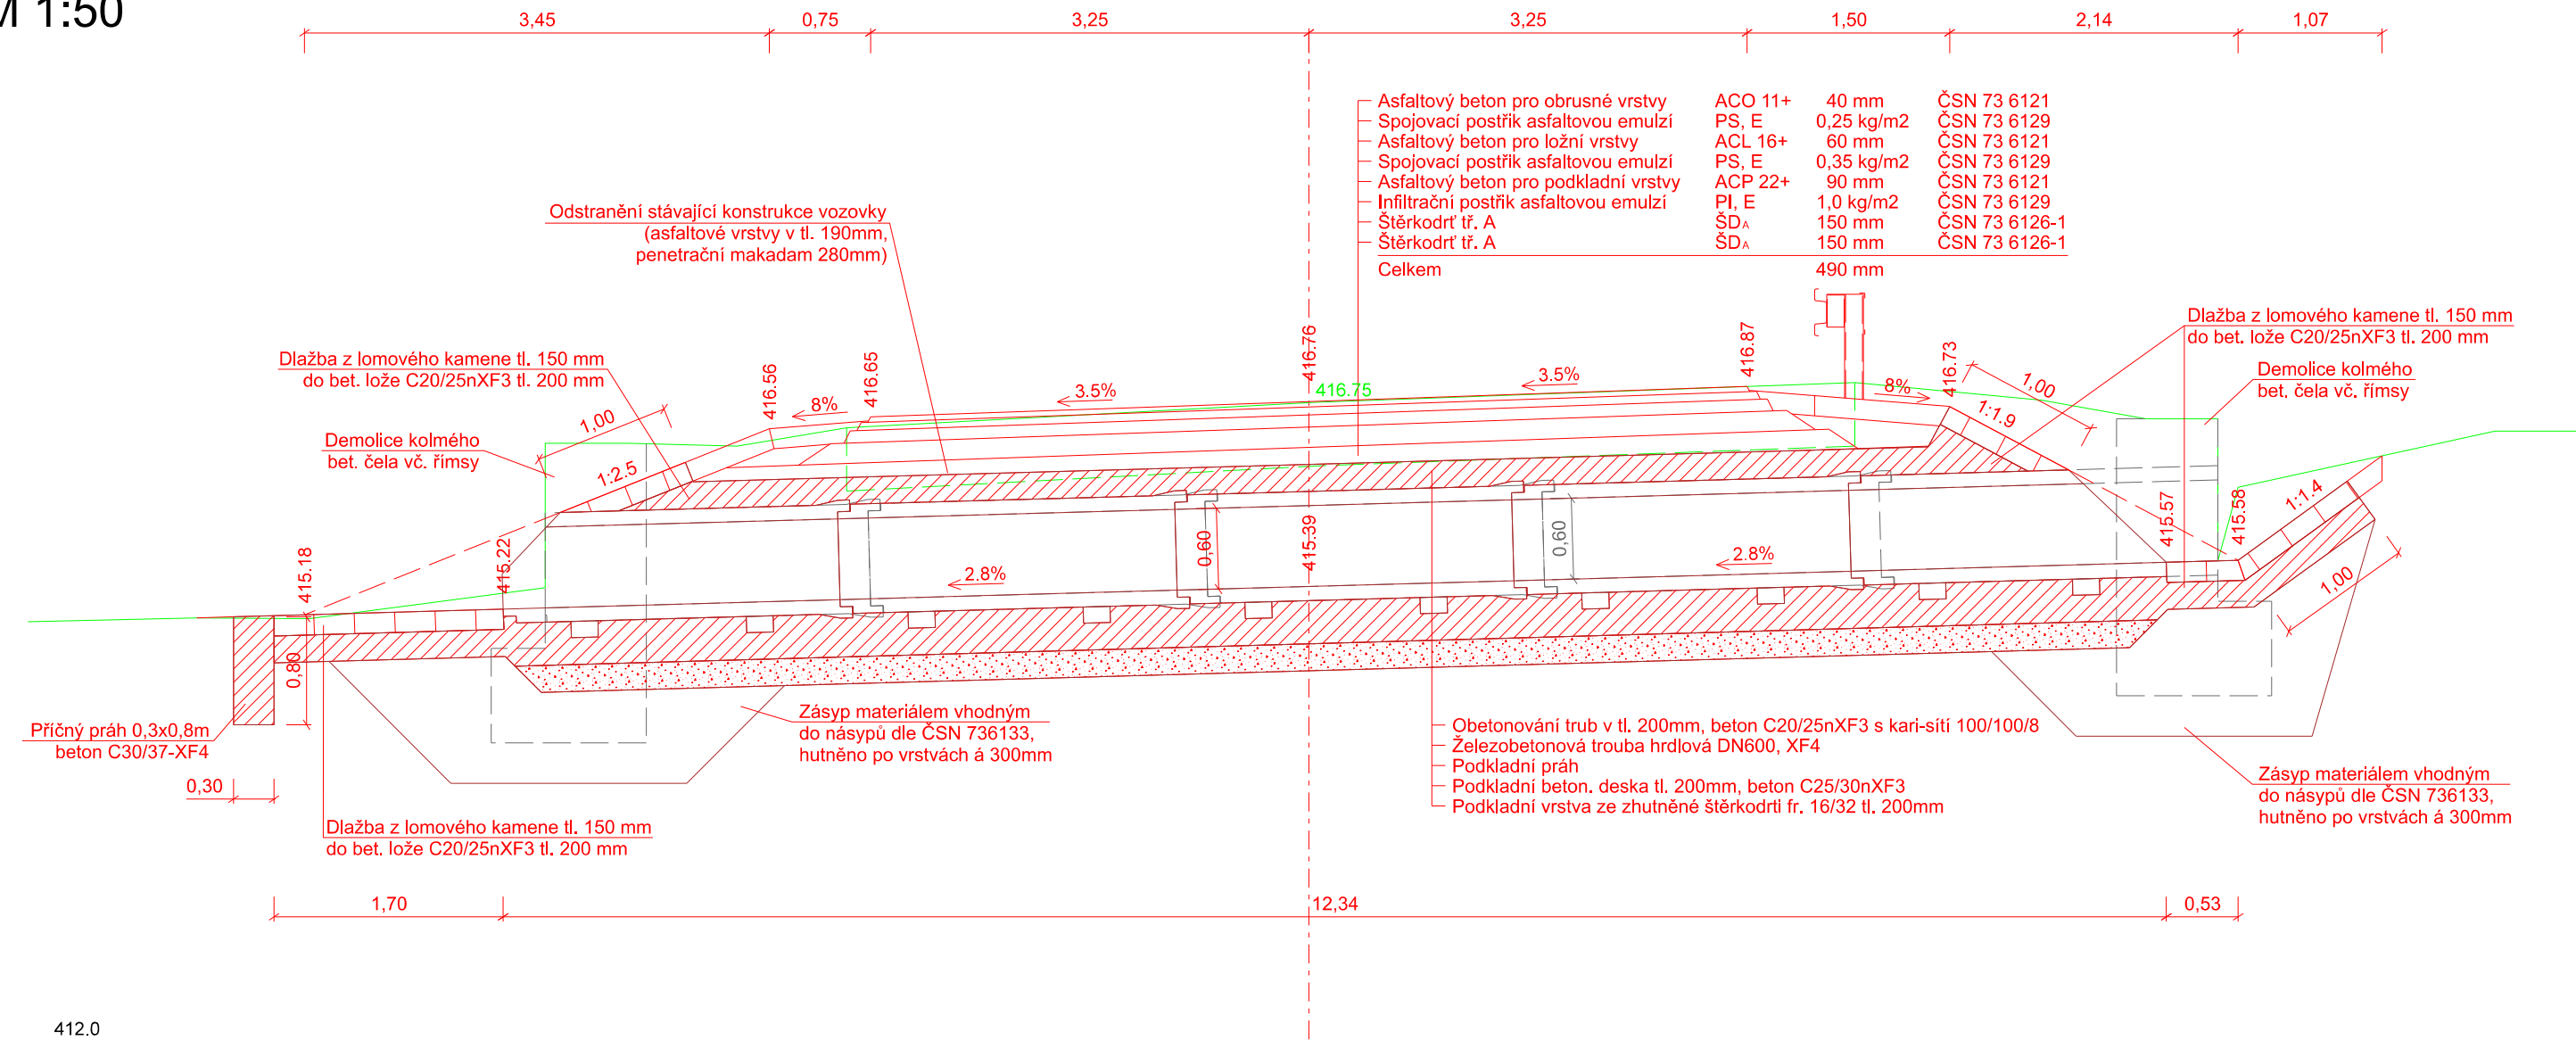 M 1:50
3,45
0,75
3,25
3,25
1,50
2,14
1,07
Asfaltový beton pro obrusné vrstvy ACO 11+ 40 mm ČSN 73 6121
Spojovací postřik asfaltovou emulzí PS, E 0,25 kg/m2 ČSN 73 6129
Asfaltový beton pro ložní vrstvy ACL 16+ 60 mm ČSN 73 6121
Spojovací postřik asfaltovou emulzí PS, E 0,35 kg/m2 ČSN 73 6129
Asfaltový beton pro podkladní vrstvy ACP 22+ 90 mm ČSN 73 6121
Infiltrační postřik asfaltovou emulzí PI, E 1,0 kg/m2 ČSN 73 6129
Štěrkodrť tř. A ŠDA 150 mm ČSN 73 6126-1
Štěrkodrť tř. A ŠDA 150 mm ČSN 73 6126-1
Celkem 490 mm
Odstranění stávající konstrukce vozovky
(asfaltové vrstvy v tl. 190mm,
penetrační makadam 280mm)
Dlažba z lomového kamene tl. 150 mm
do bet. lože C20/25nXF3 tl. 200 mm
Demolice kolmého
bet. čela vč. římsy
1,00
1:2.5
416.56
8%
416.65
3.5%
416.76
416.75
3.5%
416.87
8%
416.73
1,00
1:1.9
Dlažba z lomového kamene tl. 150 mm
do bet. lože C20/25nXF3 tl. 200 mm
Demolice kolmého
bet. čela vč. římsy
415.18
415.22
2.8%
0,60
415.39
0,60
2.8%
415.57
415.58
1:1.4
1,00
0,80
Příčný práh 0,3x0,8m
beton C30/37-XF4
0,30
Zásyp materiálem vhodným
do násypů dle ČSN 736133,
hutněno po vrstvách á 300mm
Obetonování trub v tl. 200mm, beton C20/25nXF3 s kari-sítí 100/100/8
Železobetonová trouba hrdlová DN600, XF4
Podkladní práh
Podkladní beton. deska tl. 200mm, beton C25/30nXF3
Podkladní vrstva ze zhutněné štěrkodrti fr. 16/32 tl. 200mm
Zásyp materiálem vhodným
do násypů dle ČSN 736133,
hutněno po vrstvách á 300mm
Dlažba z lomového kamene tl. 150 mm
do bet. lože C20/25nXF3 tl. 200 mm
1,70
12,34
0,53
412.0